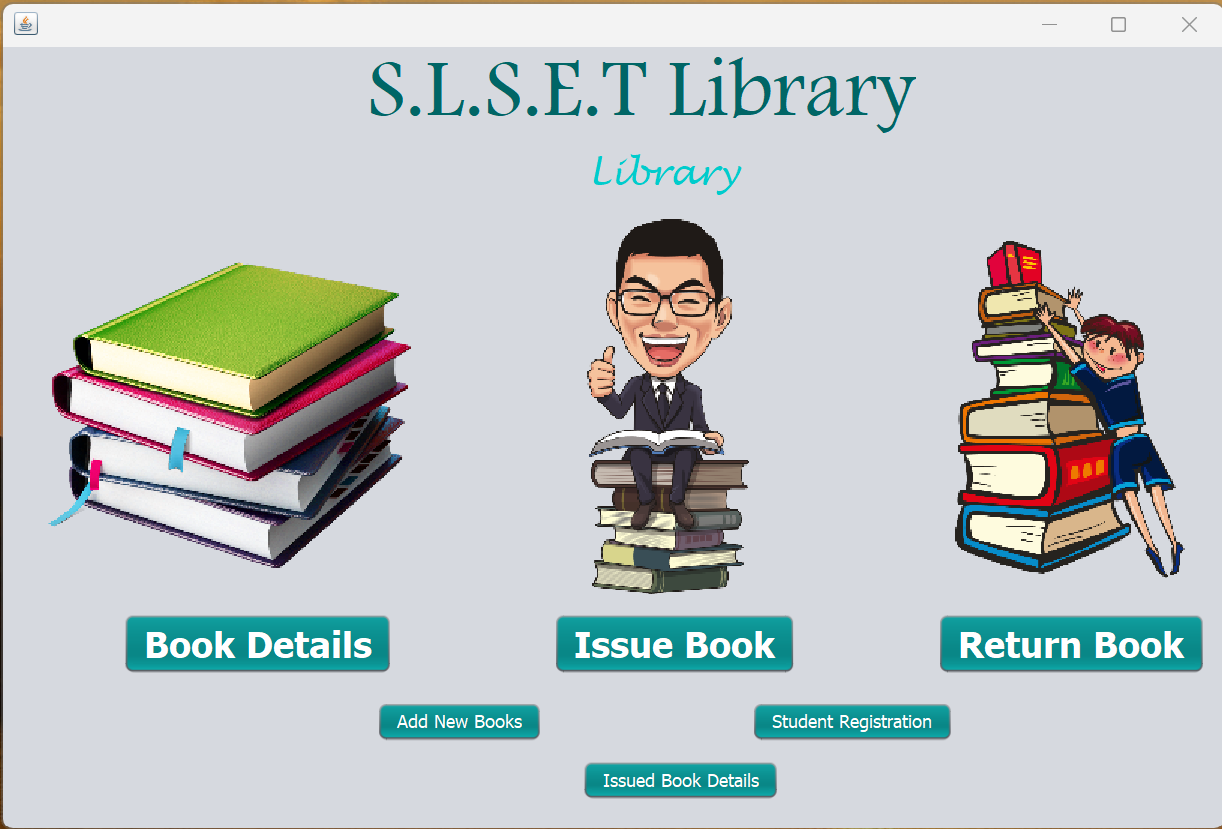 S.L.S.E.T Library
Library
Book Details
Issue Book
Return Book
Add New Books
Student Registration
Issued Book Details